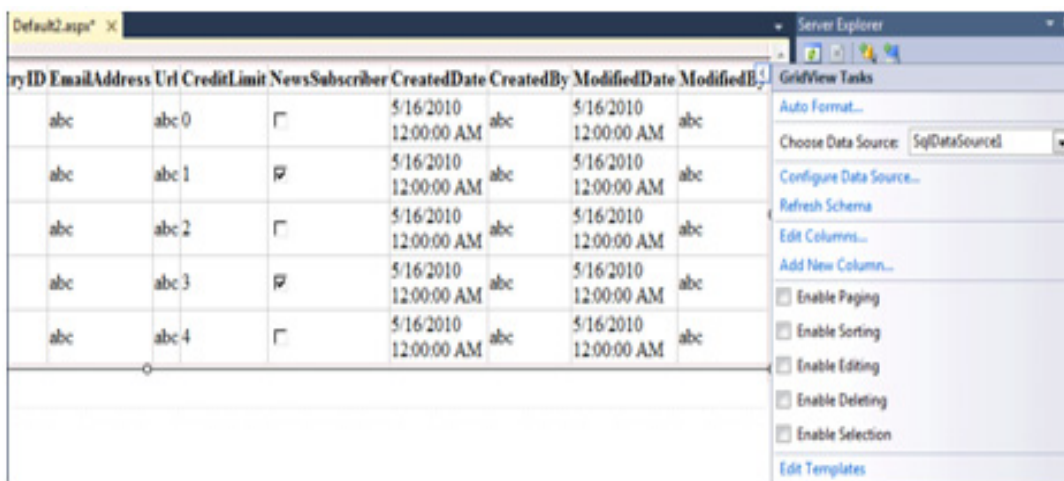 Default2.aspx* X
Server Explorer
ryID EmailAddress Url CreditLimit NewsSubscriber CreatedDate CreatedBy ModifiedDate ModifiedBy
abc abc 0 5/16/2010 12:00:00 AM abc 5/16/2010 12:00:00 AM abc
abc abc 1 5/16/2010 12:00:00 AM abc 5/16/2010 12:00:00 AM abc
abc abc 2 5/16/2010 12:00:00 AM abc 5/16/2010 12:00:00 AM abc
abc abc 3 5/16/2010 12:00:00 AM abc 5/16/2010 12:00:00 AM abc
abc abc 4 5/16/2010 12:00:00 AM abc 5/16/2010 12:00:00 AM abc
GridView Tasks
Auto Format...
Choose Data Source: SqlDataSource1
Configure Data Source...
Refresh Schema
Edit Columns...
Add New Column...
Enable Paging
Enable Sorting
Enable Editing
Enable Deleting
Enable Selection
Edit Templates